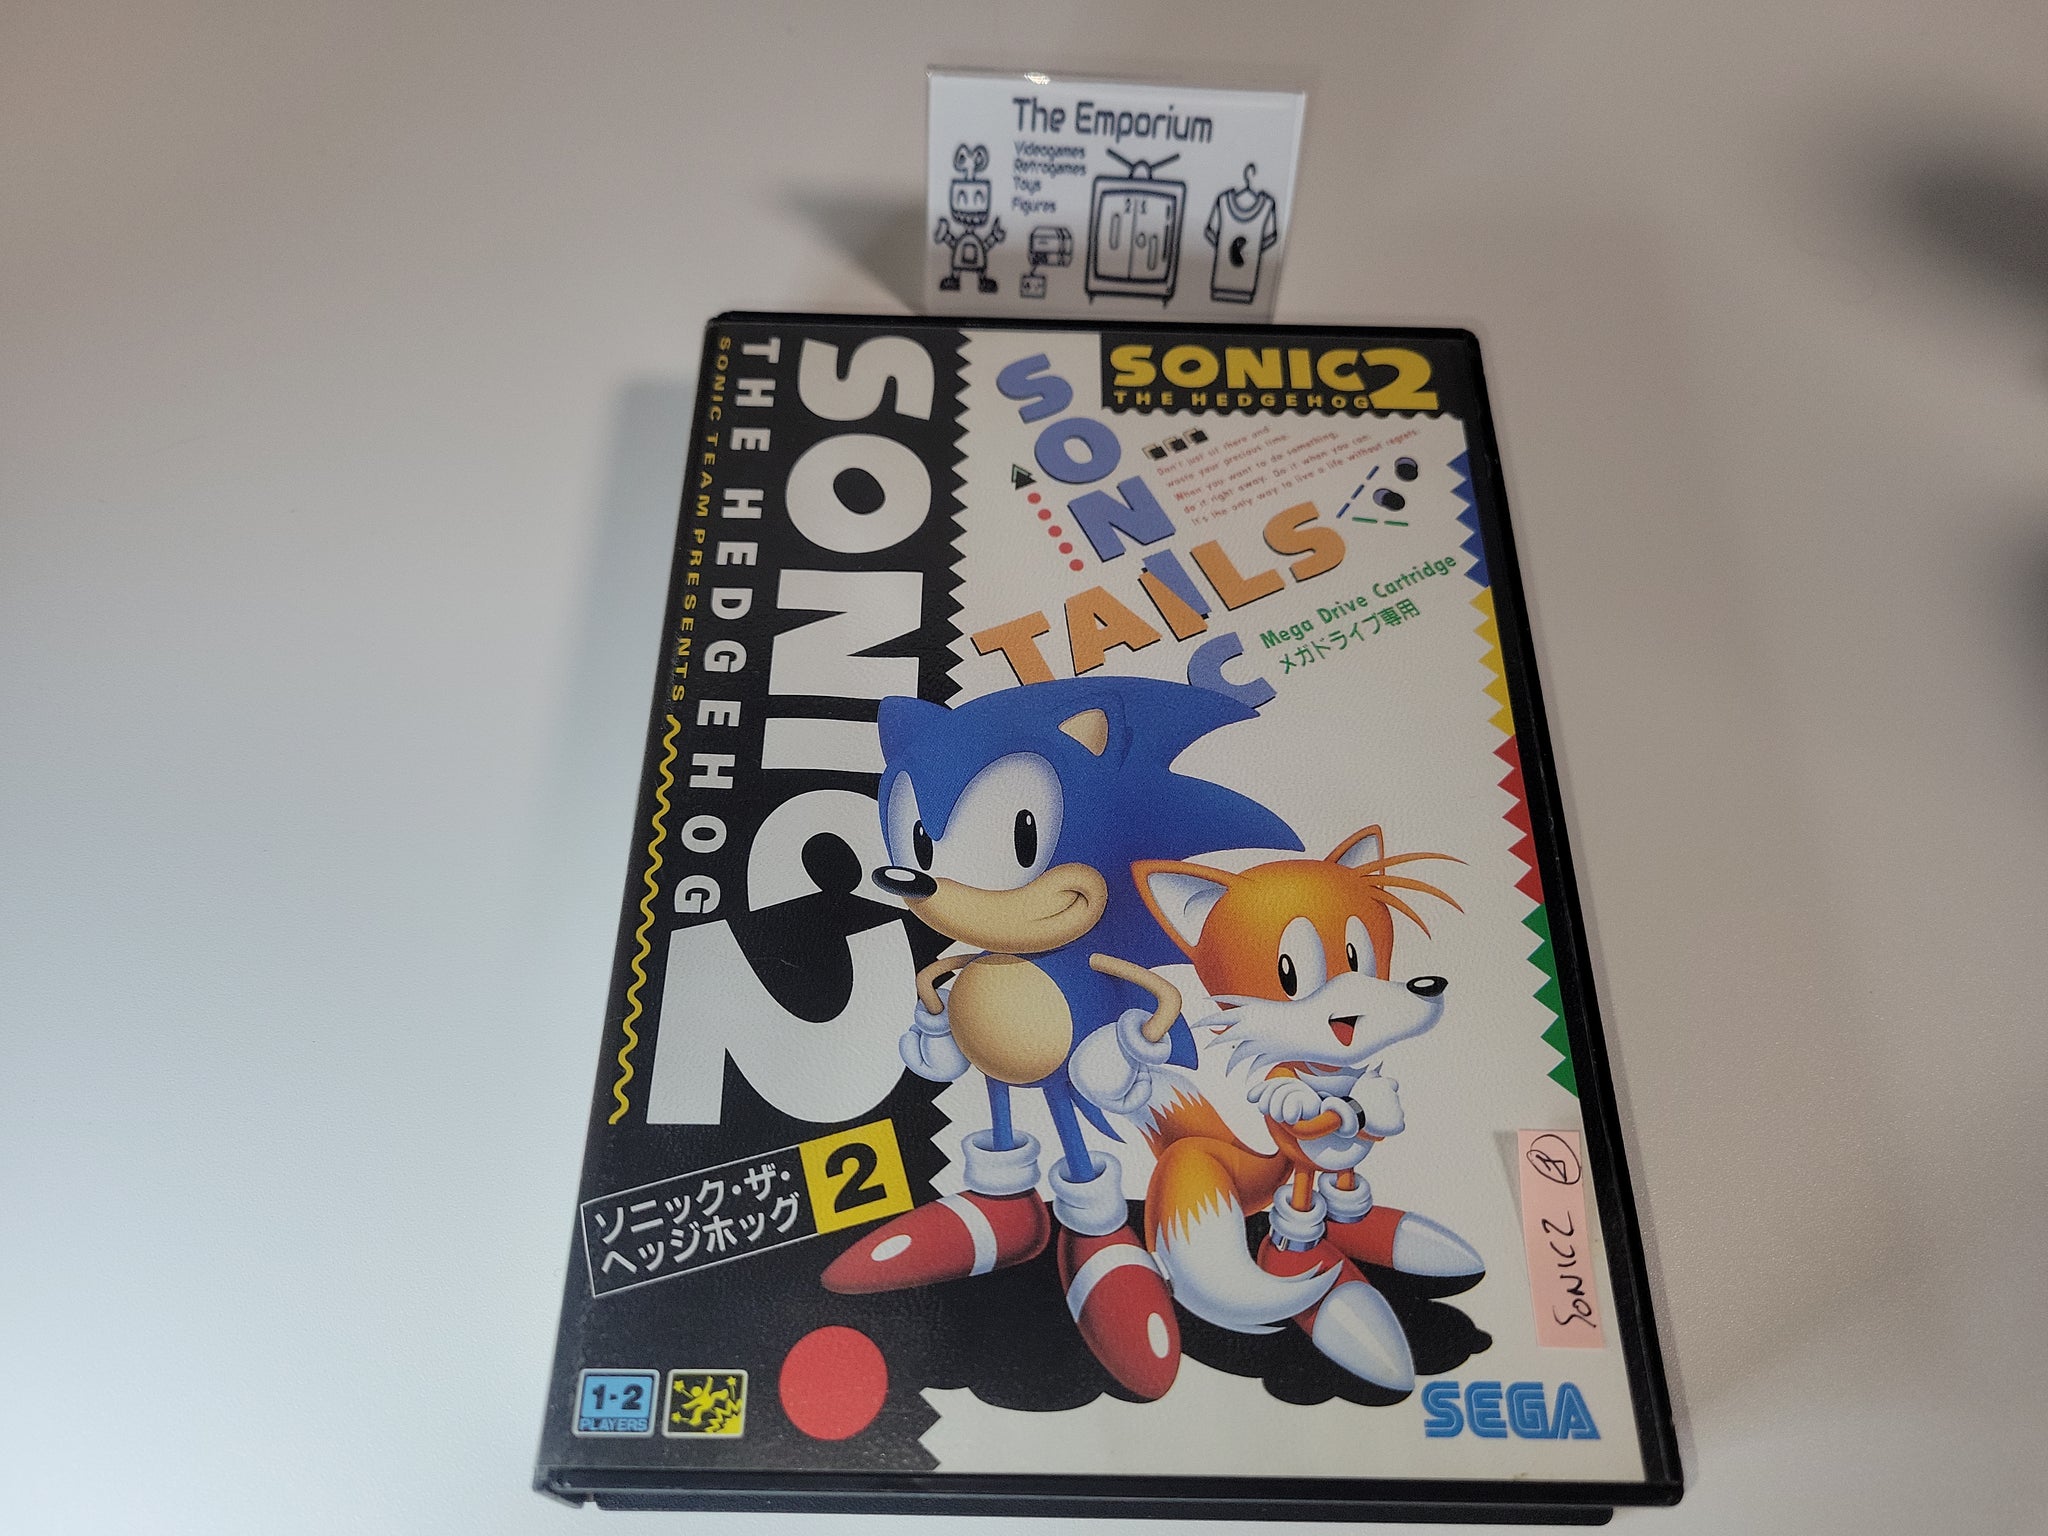 The Emporium
Videogames
Retrogames
Toys
Figures
SONIC TEAM PRESENTS
THE HEDGEHOG
SONIC2
SONIC2
THE HEDGEHOG
SONIC
TAILS
Don't just sit there and
waste your precious time.
When you want to do something,
do it right away. Do it when you can.
It's the only way to live a life without regrets.
Mega Drive Cartridge
メガドライブ専用
ソニック・ザ・
ヘッジホッグ 2
1-2
PLAYERS
SONIC2
SEGA